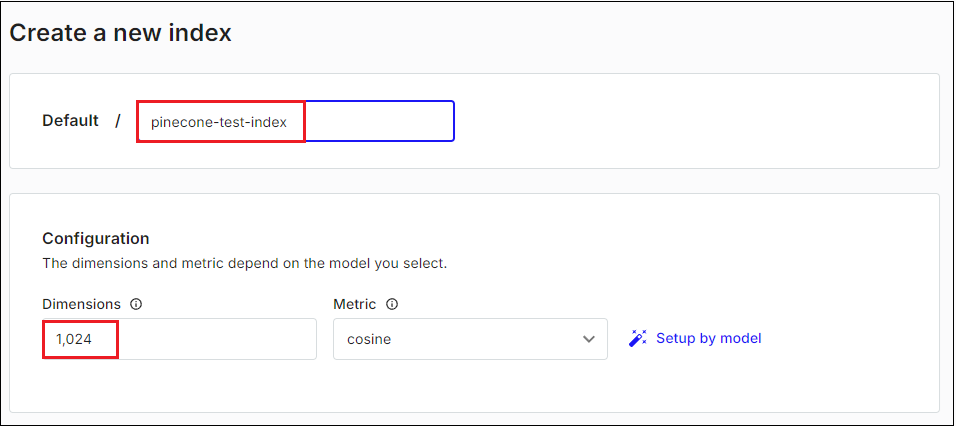 Create a new index
Default / pinecone-test-index
Configuration
The dimensions and metric depend on the model you select.
Dimensions Metric
1,024 cosine Setup by model